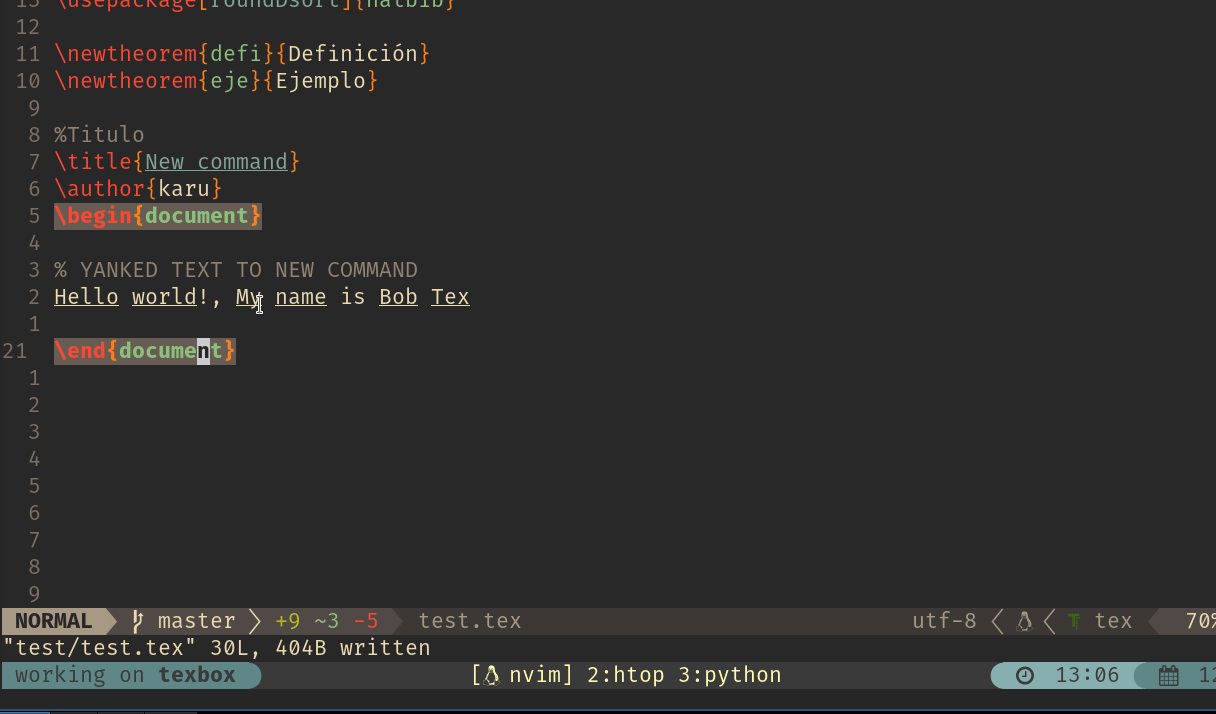 13 \usepackage[roundDsort]{natbib}
12
11 \newtheorem{defi}{Definición}
10 \newtheorem{eje}{Ejemplo}
9
8 %Titulo
7 \title{New command}
6 \author{karu}
5 \begin{document}
4
3 % YANKED TEXT TO NEW COMMAND
2 Hello world!, My name is Bob Tex
1
21 \end{document}
1
2
3
4
5
6
7
8
9
NORMAL master +9 ~3 -5 test.tex utf-8 tex 70%
"test/test.tex" 30L, 404B written
working on texbox [ nvim] 2:htop 3:python 13:06 12